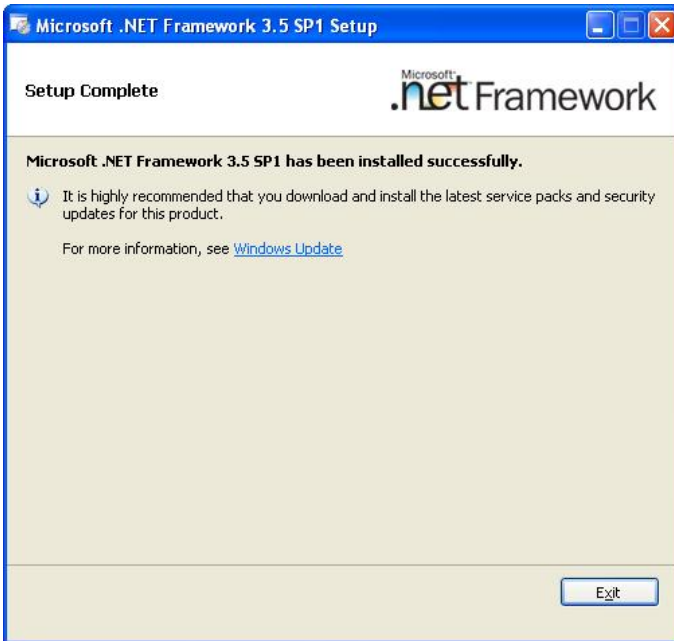 Microsoft .NET Framework 3.5 SP1 Setup
Setup Complete
Microsoft
.net Framework
Microsoft .NET Framework 3.5 SP1 has been installed successfully.
It is highly recommended that you download and install the latest service packs and security
updates for this product.
For more information, see Windows Update
Exit